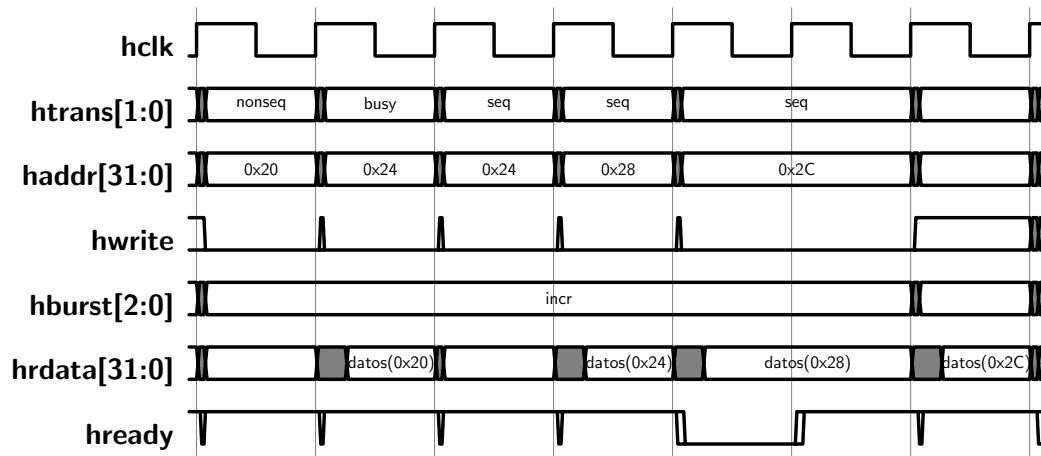 hclk
htrans[1:0] nonseq busy seq seq seq
haddr[31:0] 0x20 0x24 0x24 0x28 0x2C
hwrite
hburst[2:0] incr
hrdata[31:0] datos(0x20) datos(0x24) datos(0x28) datos(0x2C)
hready